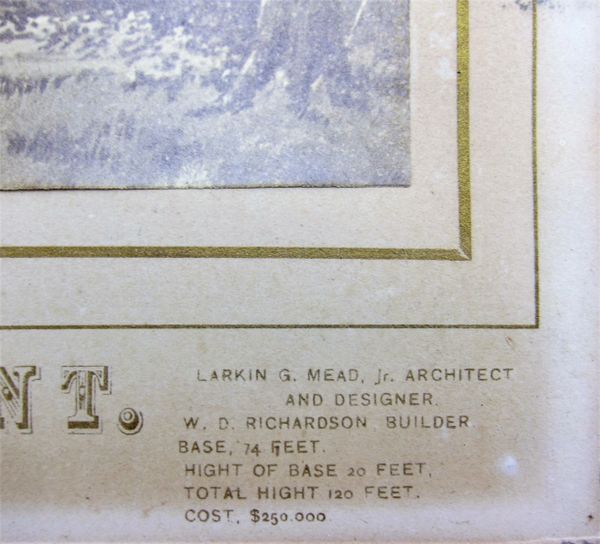 NT.
LARKIN G. MEAD, Jr. ARCHITECT
AND DESIGNER.
W. D. RICHARDSON BUILDER.
BASE, 74 FEET.
HIGHT OF BASE 20 FEET,
TOTAL HIGHT 120 FEET.
COST, $250.000